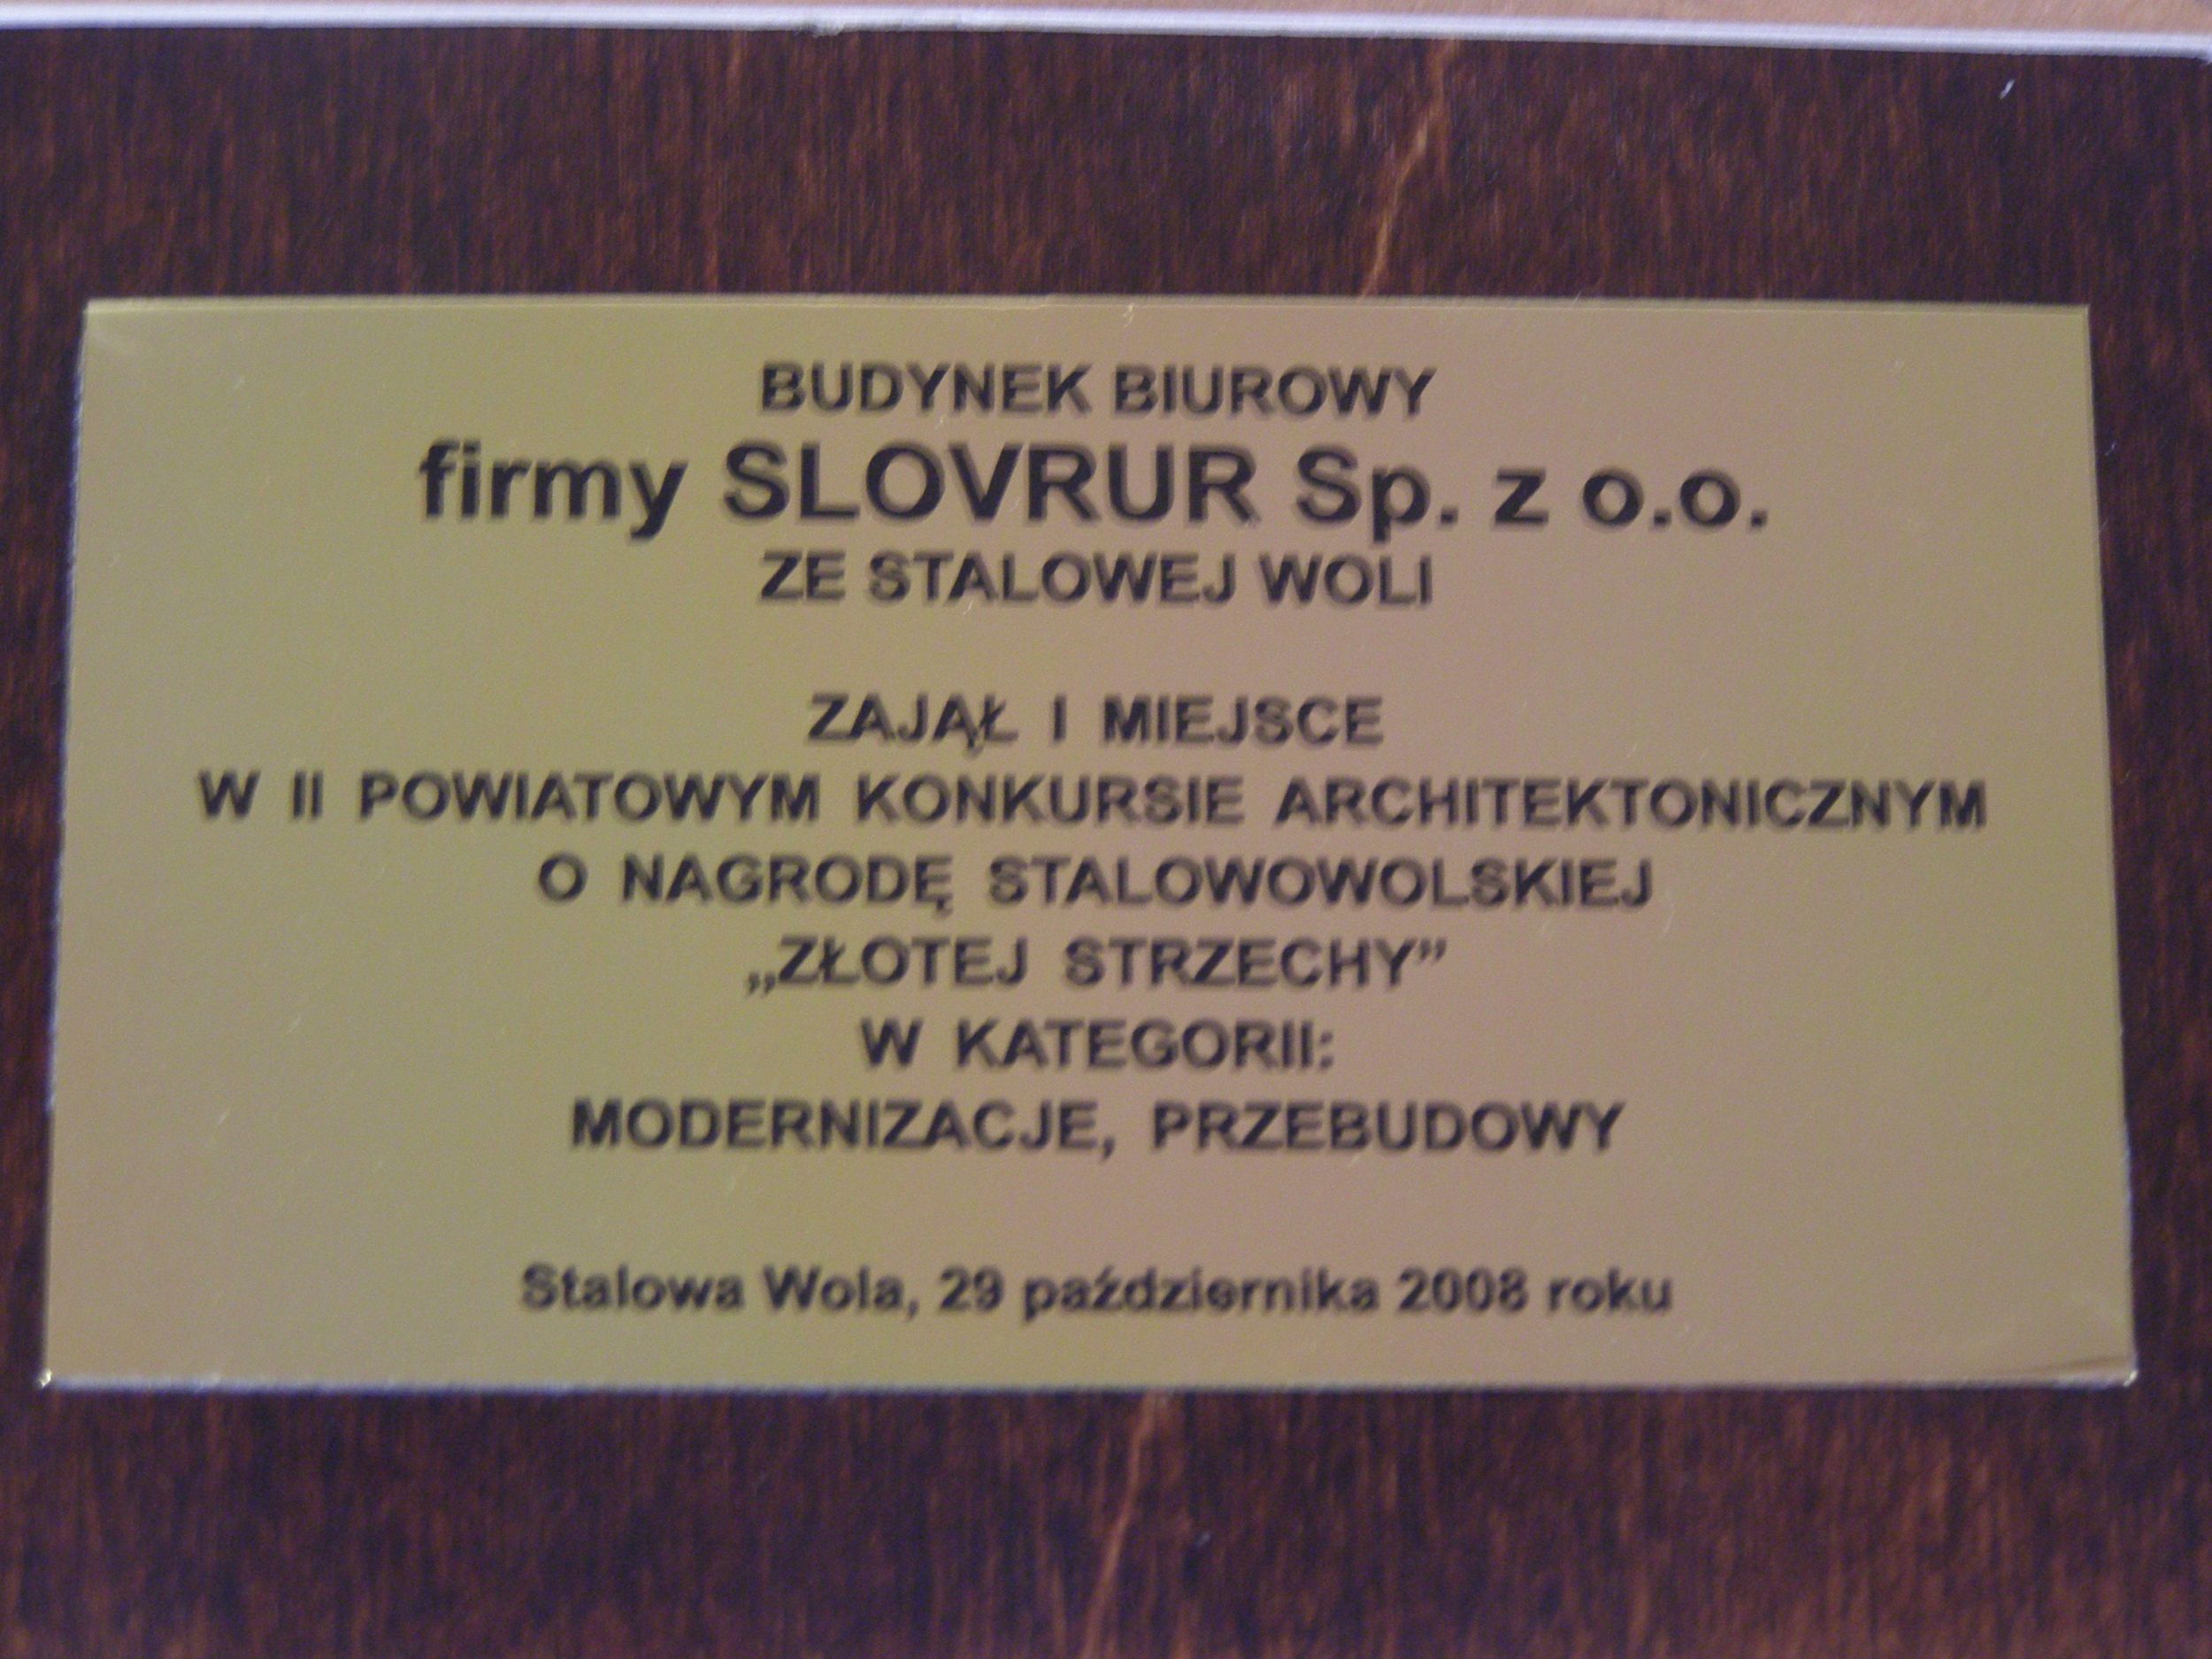 BUDYNEK BIUROWY
firmy SLOVRUR Sp. z o.o.
ZE STALOWEJ WOLI
ZAJĄŁ I MIEJSCE
W II POWIATOWYM KONKURSIE ARCHITEKTONICZNYM
O NAGRODĘ STALOWOWOLSKIEJ
„ZŁOTEJ STRZECHY”
W KATEGORII:
MODERNIZACJE, PRZEBUDOWY
Stalowa Wola, 29 października 2008 roku